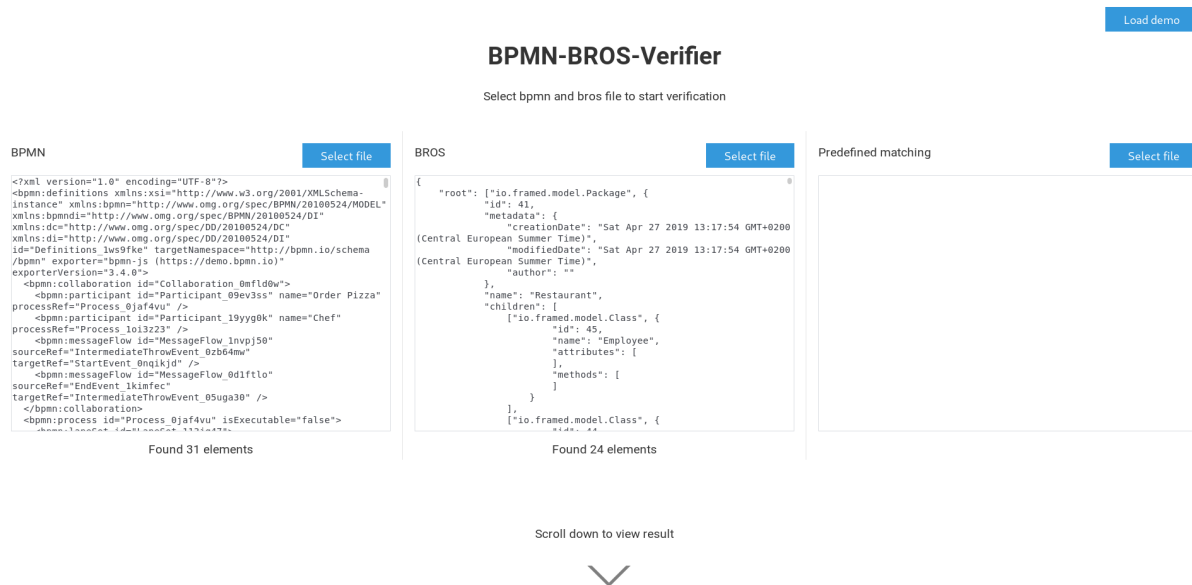 Load demo
BPMN-BROS-Verifier
Select bpmn and bros file to start verification
BPMN
Select file
<?xml version="1.0" encoding="UTF-8"?>
<bpmn:definitions xmlns:xsi="http://www.w3.org/2001/XMLSchema-
instance" xmlns:bpmn="http://www.omg.org/spec/BPMN/20100524/MODEL"
xmlns:bpmndi="http://www.omg.org/spec/BPMN/20100524/DI"
xmlns:dc="http://www.omg.org/spec/DD/20100524/DC"
xmlns:di="http://www.omg.org/spec/DD/20100524/DI"
id="Definitions_1ws9fke" targetNamespace="http://bpmn.io/schema
/bpmn" exporter="bpmn-js (https://demo.bpmn.io)"
exporterVersion="3.4.0">
<bpmn:collaboration id="Collaboration_0mfld0w">
<bpmn:participant id="Participant_09ev3ss" name="Order Pizza"
processRef="Process_0jaf4vu" />
<bpmn:participant id="Participant_19yyg0k" name="Chef"
processRef="Process_1oi3z23" />
<bpmn:messageFlow id="MessageFlow_1nvpj50"
sourceRef="IntermediateThrowEvent_0zb64mw"
targetRef="StartEvent_0nqikjd" />
<bpmn:messageFlow id="MessageFlow_0d1ftlo"
sourceRef="EndEvent_1kimfec"
targetRef="IntermediateThrowEvent_05uga30" />
</bpmn:collaboration>
<bpmn:process id="Process_0jaf4vu" isExecutable="false">
Found 31 elements
BROS
Select file
{
"root": ["io.framed.model.Package", {
"id": 41,
"metadata": {
"creationDate": "Sat Apr 27 2019 13:17:54 GMT+0200
(Central European Summer Time)",
"modifiedDate": "Sat Apr 27 2019 13:17:54 GMT+0200
(Central European Summer Time)",
"author": ""
},
"name": "Restaurant",
"children": [
["io.framed.model.Class", {
"id": 45,
"name": "Employee",
"attributes": [
],
"methods": [
]
}
],
["io.framed.model.Class", {
Found 24 elements
Predefined matching
Select file
Scroll down to view result